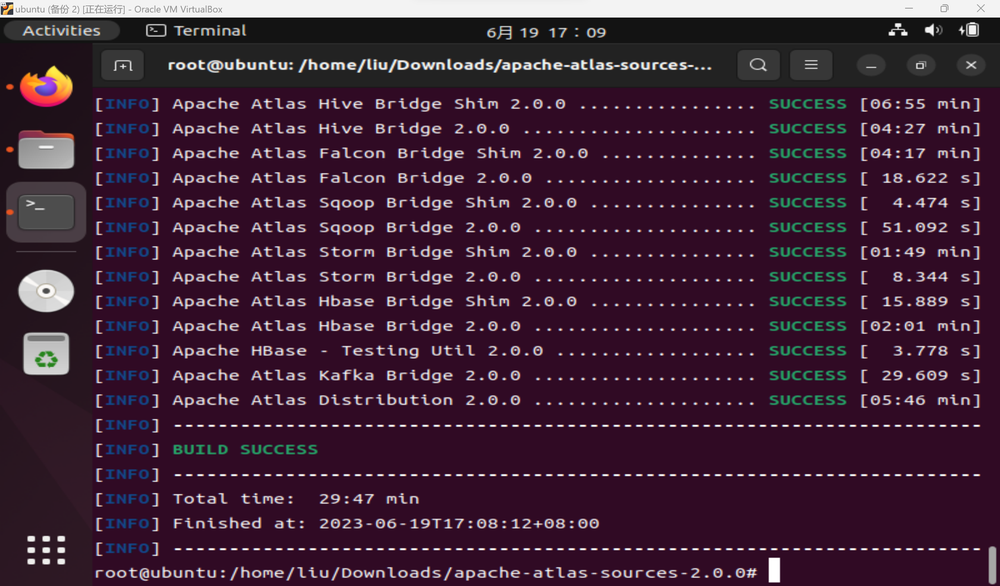 ubuntu (备份 2) [正在运行] - Oracle VM VirtualBox
Activities
Terminal
6月 19 17：09
root@ubuntu: /home/liu/Downloads/apache-atlas-sources-...
[INFO] Apache Atlas Hive Bridge Shim 2.0.0 ................ SUCCESS [06:55 min]
[INFO] Apache Atlas Hive Bridge 2.0.0 ..................... SUCCESS [04:27 min]
[INFO] Apache Atlas Falcon Bridge Shim 2.0.0 .............. SUCCESS [04:17 min]
[INFO] Apache Atlas Falcon Bridge 2.0.0 ................... SUCCESS [ 18.622 s]
[INFO] Apache Atlas Sqoop Bridge Shim 2.0.0 ............... SUCCESS [  4.474 s]
[INFO] Apache Atlas Sqoop Bridge 2.0.0 .................... SUCCESS [ 51.092 s]
[INFO] Apache Atlas Storm Bridge Shim 2.0.0 ............... SUCCESS [01:49 min]
[INFO] Apache Atlas Storm Bridge 2.0.0 .................... SUCCESS [  8.344 s]
[INFO] Apache Atlas Hbase Bridge Shim 2.0.0 ............... SUCCESS [ 15.889 s]
[INFO] Apache Atlas Hbase Bridge 2.0.0 .................... SUCCESS [02:01 min]
[INFO] Apache HBase - Testing Util 2.0.0 .................. SUCCESS [  3.778 s]
[INFO] Apache Atlas Kafka Bridge 2.0.0 .................... SUCCESS [ 29.609 s]
[INFO] Apache Atlas Distribution 2.0.0 .................... SUCCESS [05:46 min]
[INFO] ------------------------------------------------------------------------
[INFO] BUILD SUCCESS
[INFO] ------------------------------------------------------------------------
[INFO] Total time:  29:47 min
[INFO] Finished at: 2023-06-19T17:08:12+08:00
[INFO] ------------------------------------------------------------------------
root@ubuntu:/home/liu/Downloads/apache-atlas-sources-2.0.0#